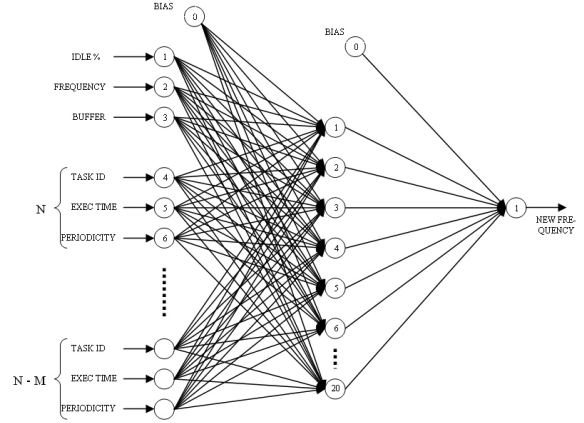 BIAS
0
BIAS
0
IDLE %
1
FREQUENCY
2
BUFFER
3
1
2
N
TASK ID
4
EXEC TIME
5
PERIODICITY
6
3
4
5
6
20
1
NEW FRE-
QUENCY
N - M
TASK ID
EXEC TIME
PERIODICITY